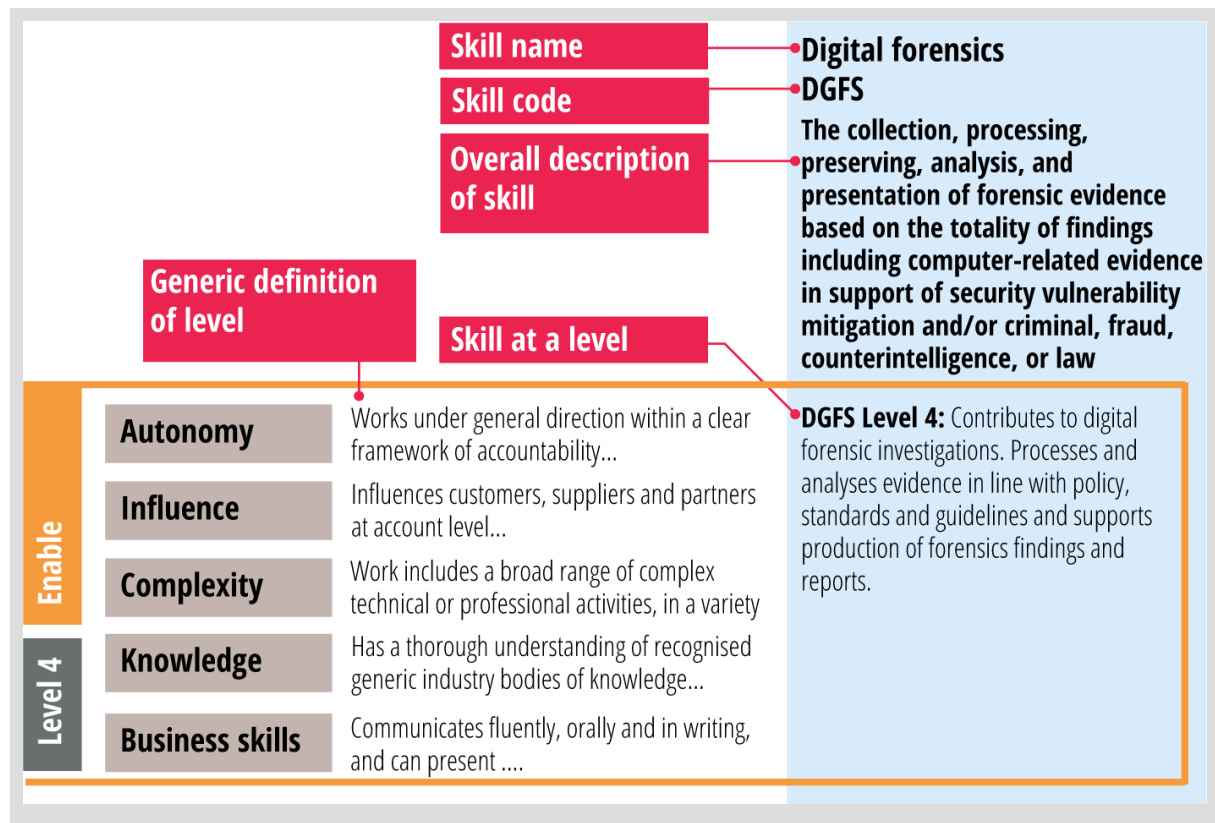 Skill name
Digital forensics
Skill code
DGFS
Overall description
of skill
The collection, processing,
preserving, analysis, and
presentation of forensic evidence
based on the totality of findings
including computer-related evidence
in support of security vulnerability
mitigation and/or criminal, fraud,
counterintelligence, or law
Generic definition
of level
Skill at a level
Enable
Level 4
Autonomy
Works under general direction within a clear
framework of accountability...
Influence
Influences customers, suppliers and partners
at account level...
Complexity
Work includes a broad range of complex
technical or professional activities, in a variety
Knowledge
Has a thorough understanding of recognised
generic industry bodies of knowledge...
Business skills
Communicates fluently, orally and in writing,
and can present ....
DGFS Level 4: Contributes to digital
forensic investigations. Processes and
analyses evidence in line with policy,
standards and guidelines and supports
production of forensics findings and
reports.